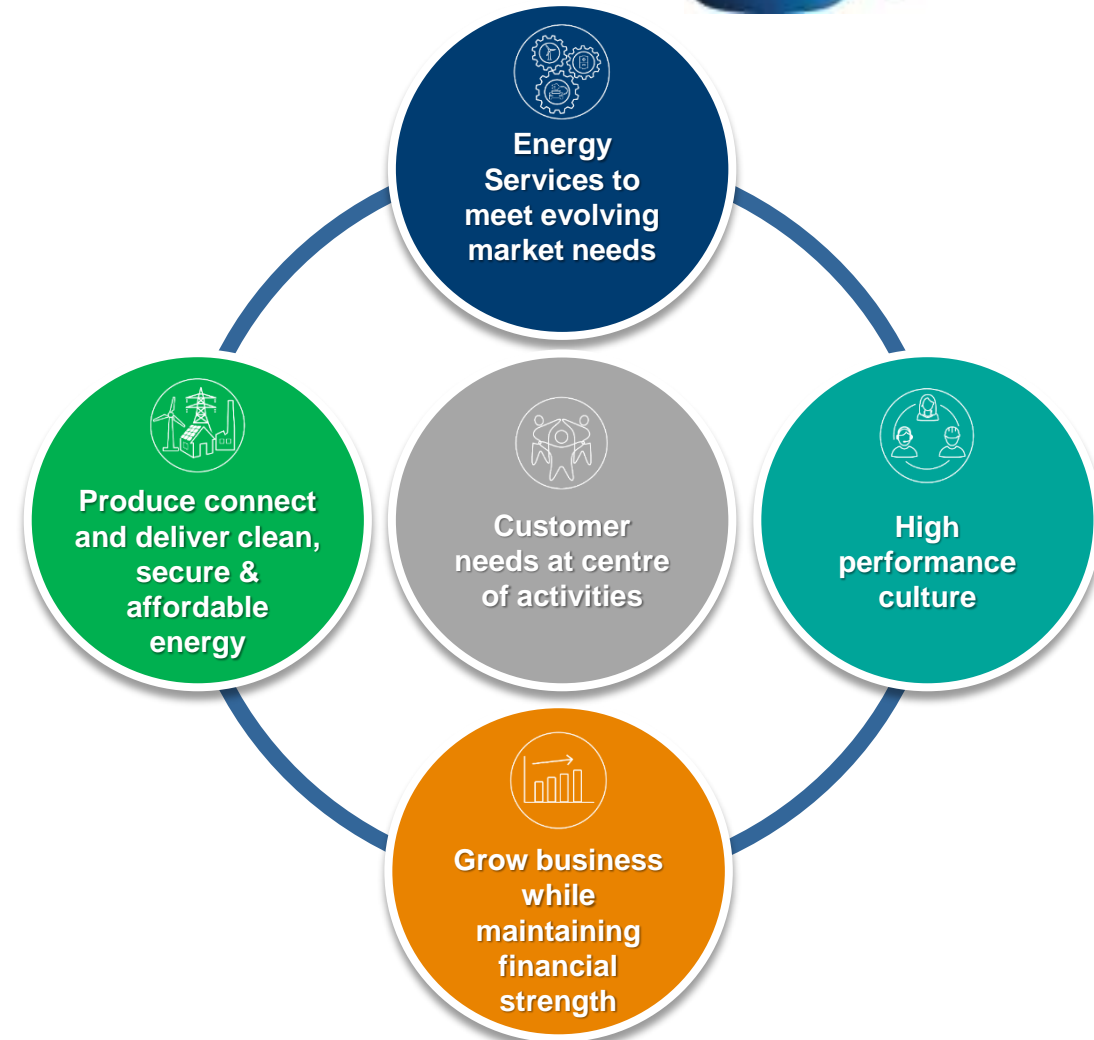 Energy
Services to
meet evolving
market needs
Produce connect
and deliver clean,
secure &
affordable
energy
Customer
needs at centre
of activities
High
performance
culture
Grow business
while
maintaining
financial
strength